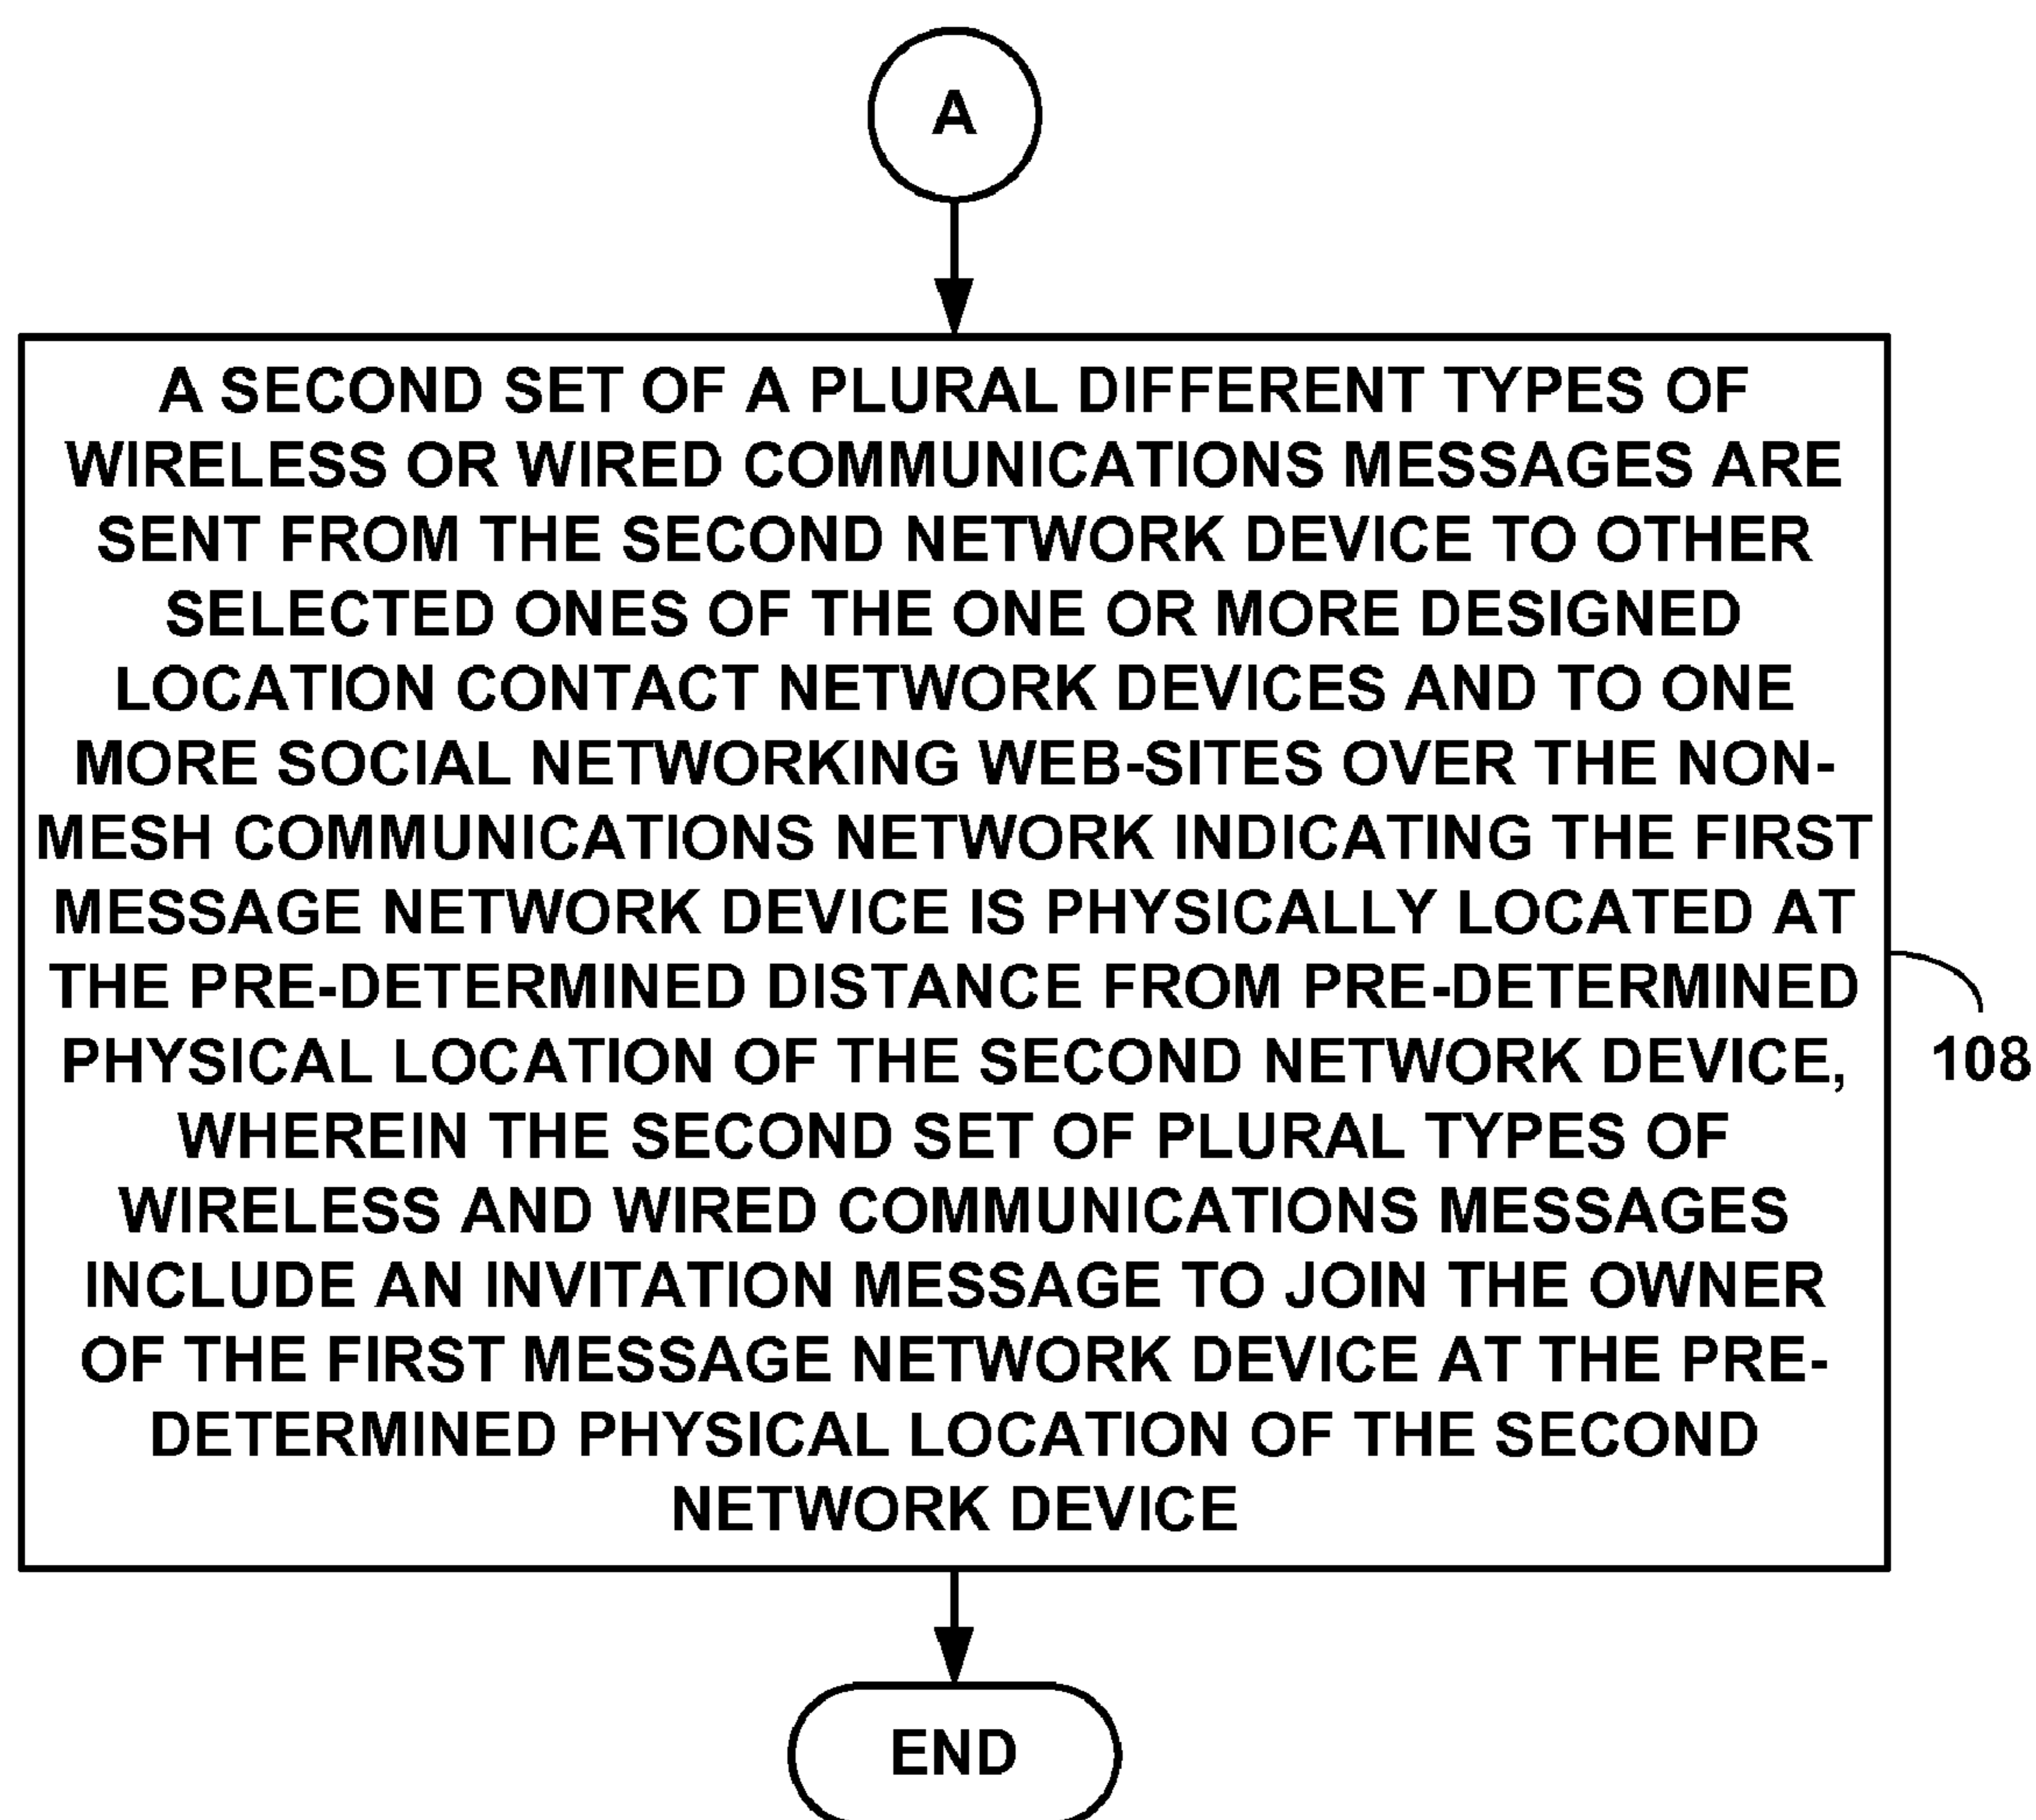 A
A SECOND SET OF A PLURAL DIFFERENT TYPES OF
WIRELESS OR WIRED COMMUNICATIONS MESSAGES ARE
SENT FROM THE SECOND NETWORK DEVICE TO OTHER
SELECTED ONES OF THE ONE OR MORE DESIGNED
LOCATION CONTACT NETWORK DEVICES AND TO ONE
MORE SOCIAL NETWORKING WEB-SITES OVER THE NON-
MESH COMMUNICATIONS NETWORK INDICATING THE FIRST
MESSAGE NETWORK DEVICE IS PHYSICALLY LOCATED AT
THE PRE-DETERMINED DISTANCE FROM PRE-DETERMINED
PHYSICAL LOCATION OF THE SECOND NETWORK DEVICE,
WHEREIN THE SECOND SET OF PLURAL TYPES OF
WIRELESS AND WIRED COMMUNICATIONS MESSAGES
INCLUDE AN INVITATION MESSAGE TO JOIN THE OWNER
OF THE FIRST MESSAGE NETWORK DEVICE AT THE PRE-
DETERMINED PHYSICAL LOCATION OF THE SECOND
NETWORK DEVICE
108
END